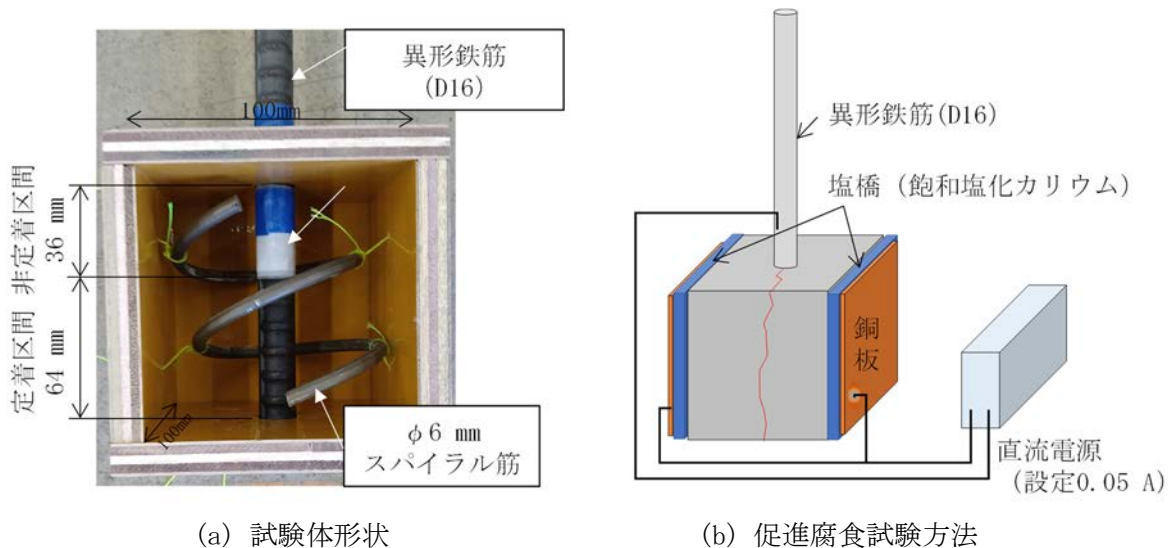 異形鉄筋
(D16)
100mm
非定着区間
36 mm
定着区間
64 mm
100mm
φ6 mm
スパイラル筋
(a) 試験体形状
異形鉄筋(D16)
塩橋（飽和塩化カリウム）
銅板
直流電源
（設定0.05 A）
(b) 促進腐食試験方法